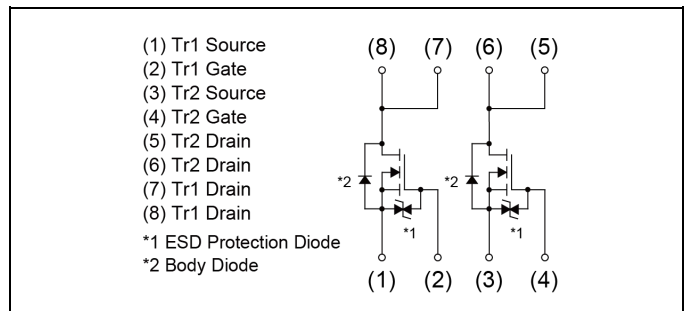 (1) Tr1 Source
(2) Tr1 Gate
(3) Tr2 Source
(4) Tr2 Gate
(5) Tr2 Drain
(6) Tr2 Drain
(7) Tr1 Drain
(8) Tr1 Drain
*1 ESD Protection Diode
*2 Body Diode
(8) (7) (6) (5)
*2 *2
*1 *1
(1) (2) (3) (4)